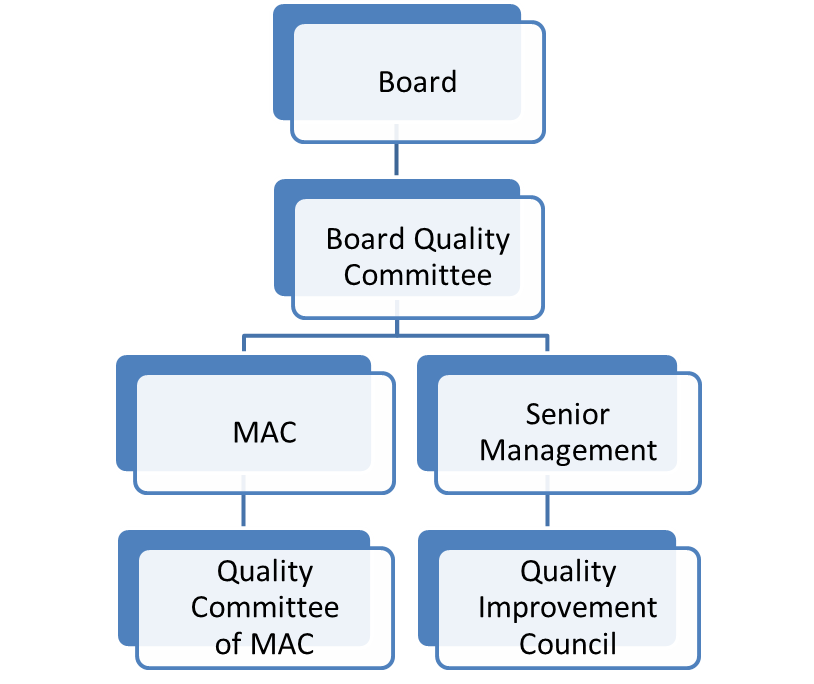 Board
Board Quality
Committee
MAC
Senior
Management
Quality
Committee
of MAC
Quality
Improvement
Council